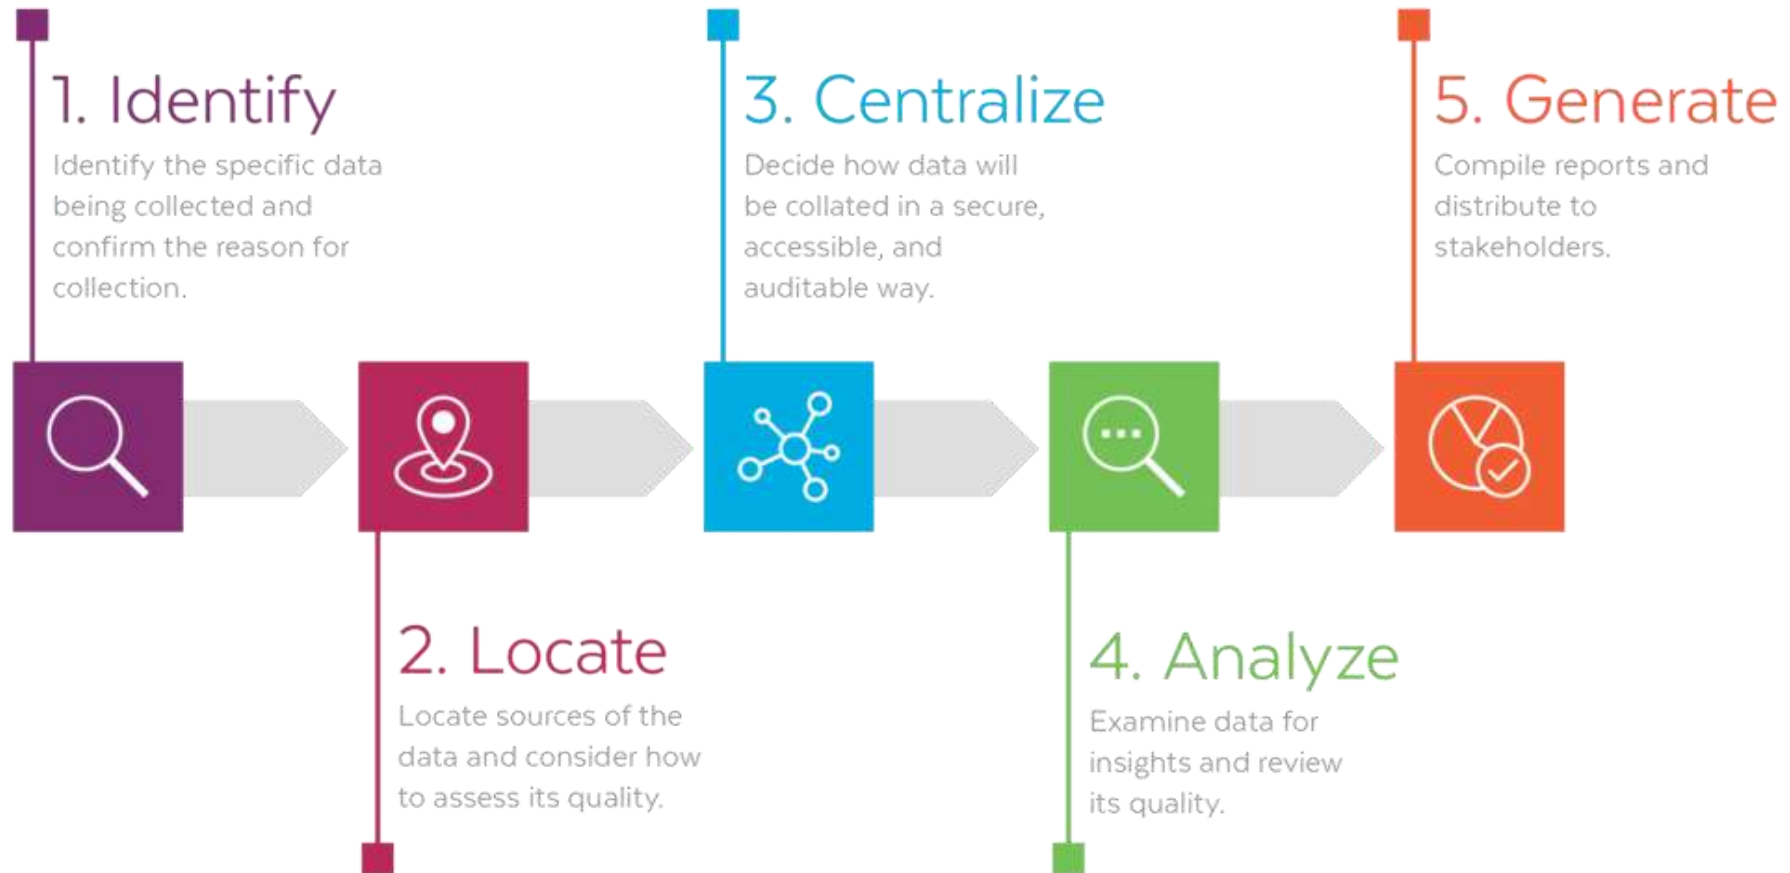 1. Identify
Identify the specific data
being collected and
confirm the reason for
collection.
2. Locate
Locate sources of the
data and consider how
to assess its quality.
3. Centralize
Decide how data will
be collated in a secure,
accessible, and
auditable way.
4. Analyze
Examine data for
insights and review
its quality.
5. Generate
Compile reports and
distribute to
stakeholders.